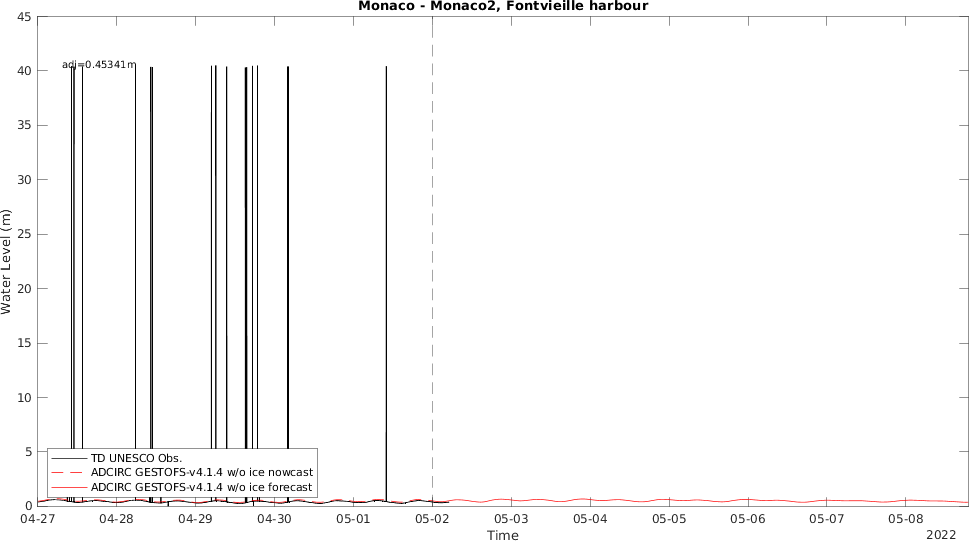 Monaco - Monaco2, Fontvieille harbour
45
40
35
30
25
20
15
10
5
0
Water Level (m)
adj=0.45341m
TD UNESCO Obs.
ADCIRC GESTOFS-v4.1.4 w/o ice nowcast
ADCIRC GESTOFS-v4.1.4 w/o ice forecast
04-27 04-28 04-29 04-30 05-01 05-02 05-03 05-04 05-05 05-06 05-07 05-08
Time
2022